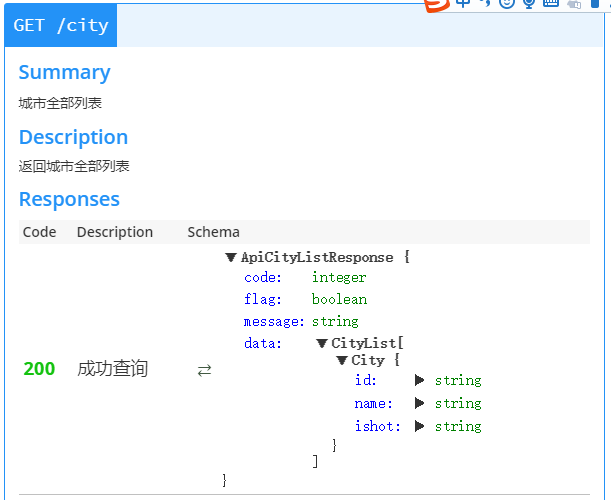 GET /city
Summary
城市全部列表
Description
返回城市全部列表
Responses
Code Description Schema
200 成功查询 ⇄
▼ApiCityListResponse {
code: integer
flag: boolean
message: string
data: ▼CityList[
▼City {
id: ▶ string
name: ▶ string
ishot: ▶ string
}
]
}